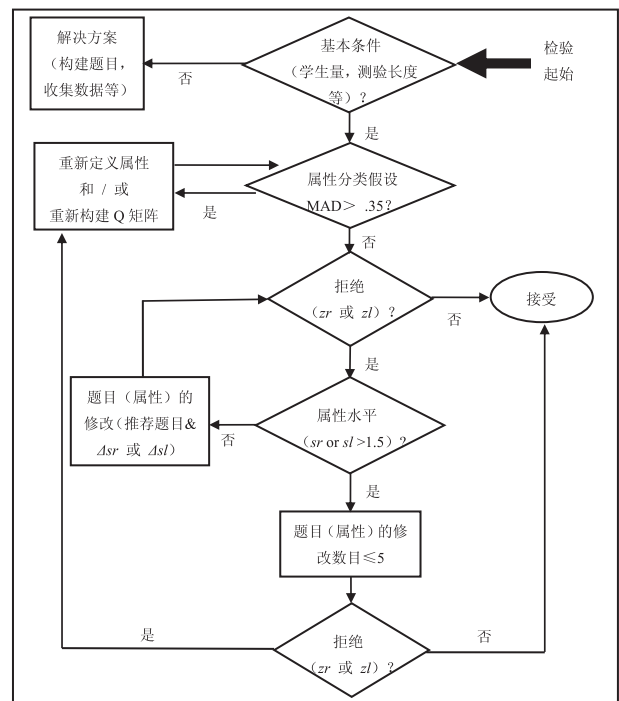 解决方案
（构建题目，
收集数据等）
否
基本条件
（学生量，测验长度
等）？
检验
起始
是
重新定义属性
和 / 或
重新构建 Q 矩阵
是
属性分类假设
MAD＞ .35？
否
拒绝
（zr 或 zl）？
否
接受
是
题目（属性）的
修改（推荐题目&
Δsr 或 Δsl）
否
属性水平
（sr or sl >1.5）？
是
题目（属性）的修
改数目≤5
是
拒绝
（zr 或 zl）？
否